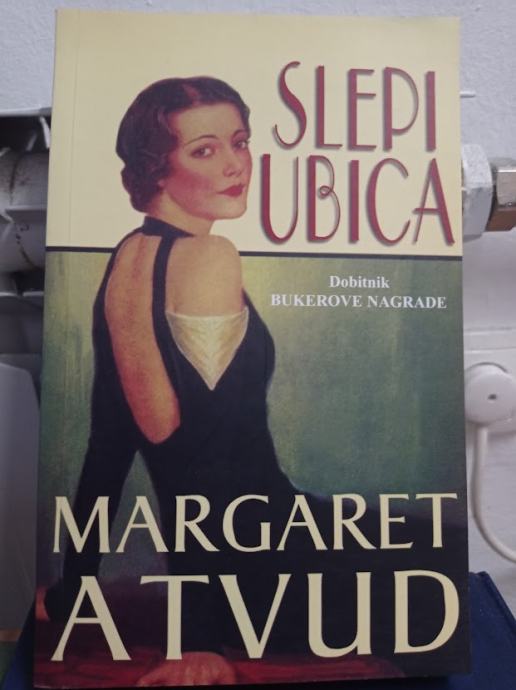 SLEPI
UBICA
Dobitnik
BUKEROVE NAGRADE
MARGARET
ATVUD